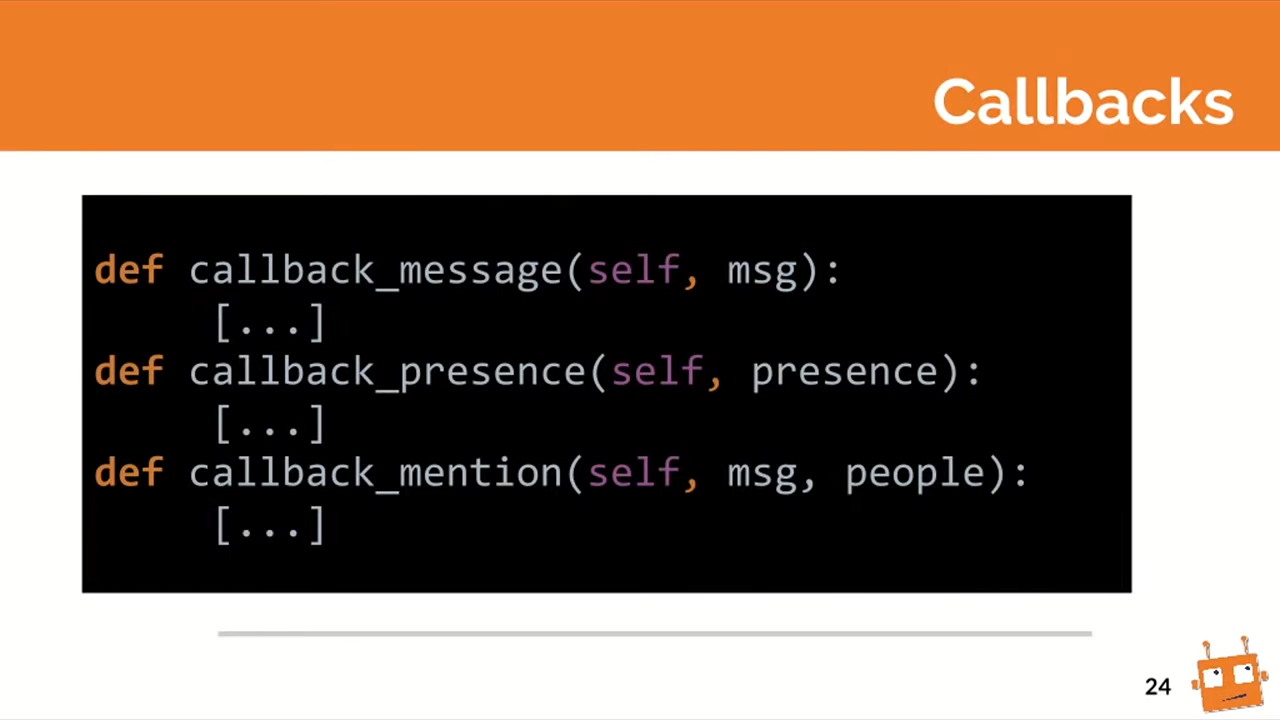 Callbacks
def callback_message(self, msg):
[...]
def callback_presence(self, presence):
[...]
def callback_mention(self, msg, people):
[...]
24